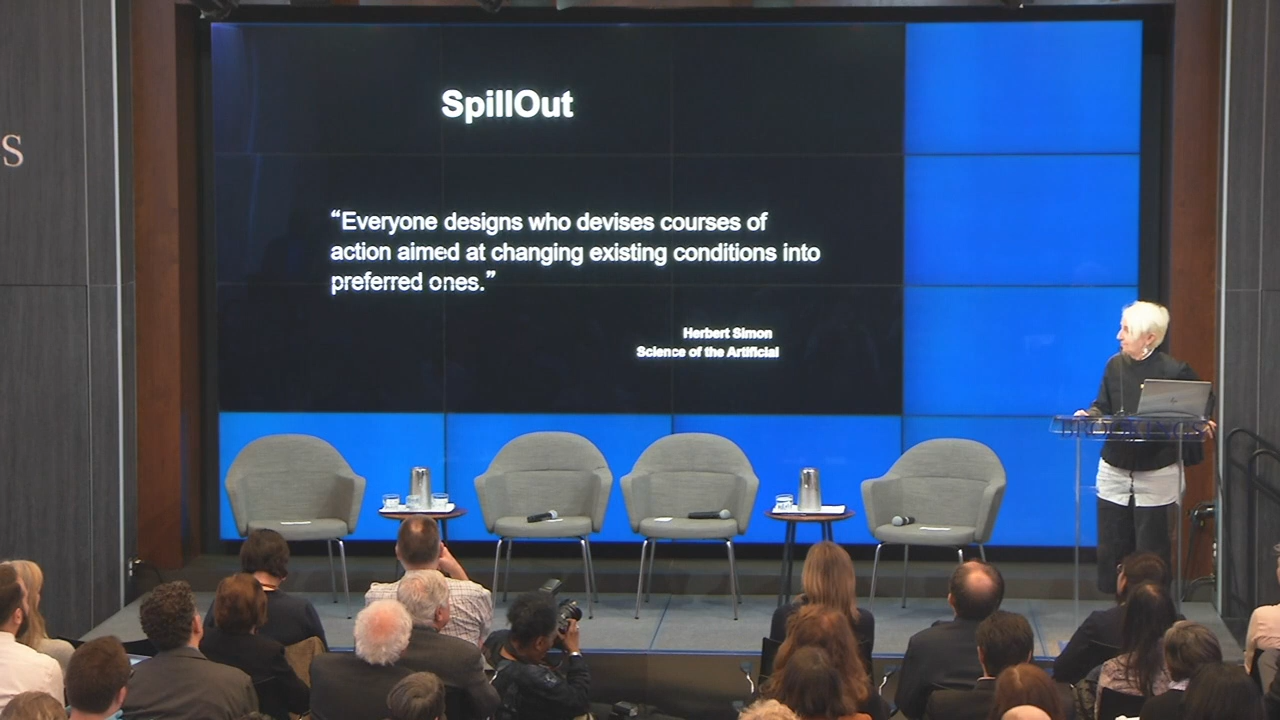 SpillOut
“Everyone designs who devises courses of
action aimed at changing existing conditions into
preferred ones.”
Herbert Simon
Science of the Artificial
S
BROOKINGS